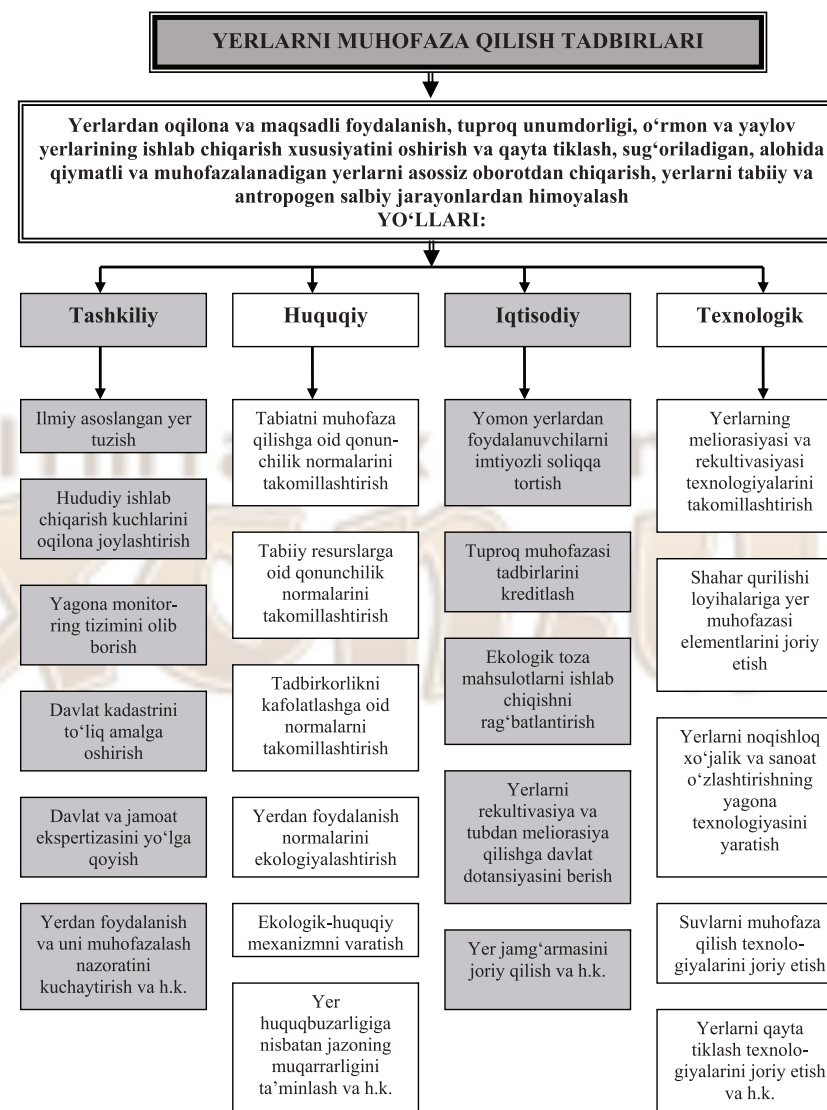 YERLARNI MUHOFAZA QILISH TADBIRLARI
Yerlardan oqilona va maqsadli foydalanish, tuproq unumdorligi, o‘rmon va yaylov
yerlarining ishlab chiqarish xususiyatini oshirish va qayta tiklash, sug‘oriladigan, alohida
qiymatli va muhofazalanadigan yerlarni asossiz oborotdan chiqarish, yerlarni tabiiy va
antropogen salbiy jarayonlardan himoyalash
YO‘LLARI:
Tashkiliy
Ilmiy asoslangan yer
tuzish
Hududiy ishlab
chiqarish kuchlarini
oqilona joylashtirish
Yagona monitor-
ring tizimini olib
borish
Davlat kadastrini
to‘liq amalga
oshirish
Davlat va jamoat
ekspertizasini yo‘lga
qoyish
Yerdan foydalanish
va uni muhofazalash
nazoratini
kuchaytirish va h.k.
Huquqiy
Tabiatni muhofaza
qilishga oid qonun-
chilik normalarini
takomillashtirish
Tabiiy resurslarga
oid qonunchilik
normalarini
takomillashtirish
Tadbirkorlikni
kafolatlashga oid
normalarni
takomillashtirish
Yerdan foydalanish
normalarini
ekologiyalashtirish
Ekologik-huquqiy
mexanizmni varatish
Yer
huquqbuzarligiga
nisbatan jazoning
muqarrarligini
ta’minlash va h.k.
Iqtisodiy
Yomon yerlardan
foydalanuvchilarni
imtiyozli soliqqa
tortish
Tuproq muhofazasi
tadbirlarini
kreditlash
Ekologik toza
mahsulotlarni ishlab
chiqishni
rag‘batlantirish
Yerlarni
rekultivasiya va
tubdan meliorasiya
qilishga davlat
dotansiyasini berish
Yer jamg‘armasini
joriy qilish va h.k.
Texnologik
Yerlarning
meliorasiyasi va
rekultivasiyasi
texnologiyalarini
takomillashtirish
Shahar qurilishi
loyihalariga yer
muhofazasi
elementlarini joriy
etish
Yerlarni noqishloq
xo‘jalik va sanoat
o‘zlashtirishning
yagona
texnologiyasini
yaratish
Suvlarni muhofaza
qilish texnolo-
giyalarini joriy etish
Yerlarni qayta
tiklash texnolo-
giyalarini joriy etish
va h.k.